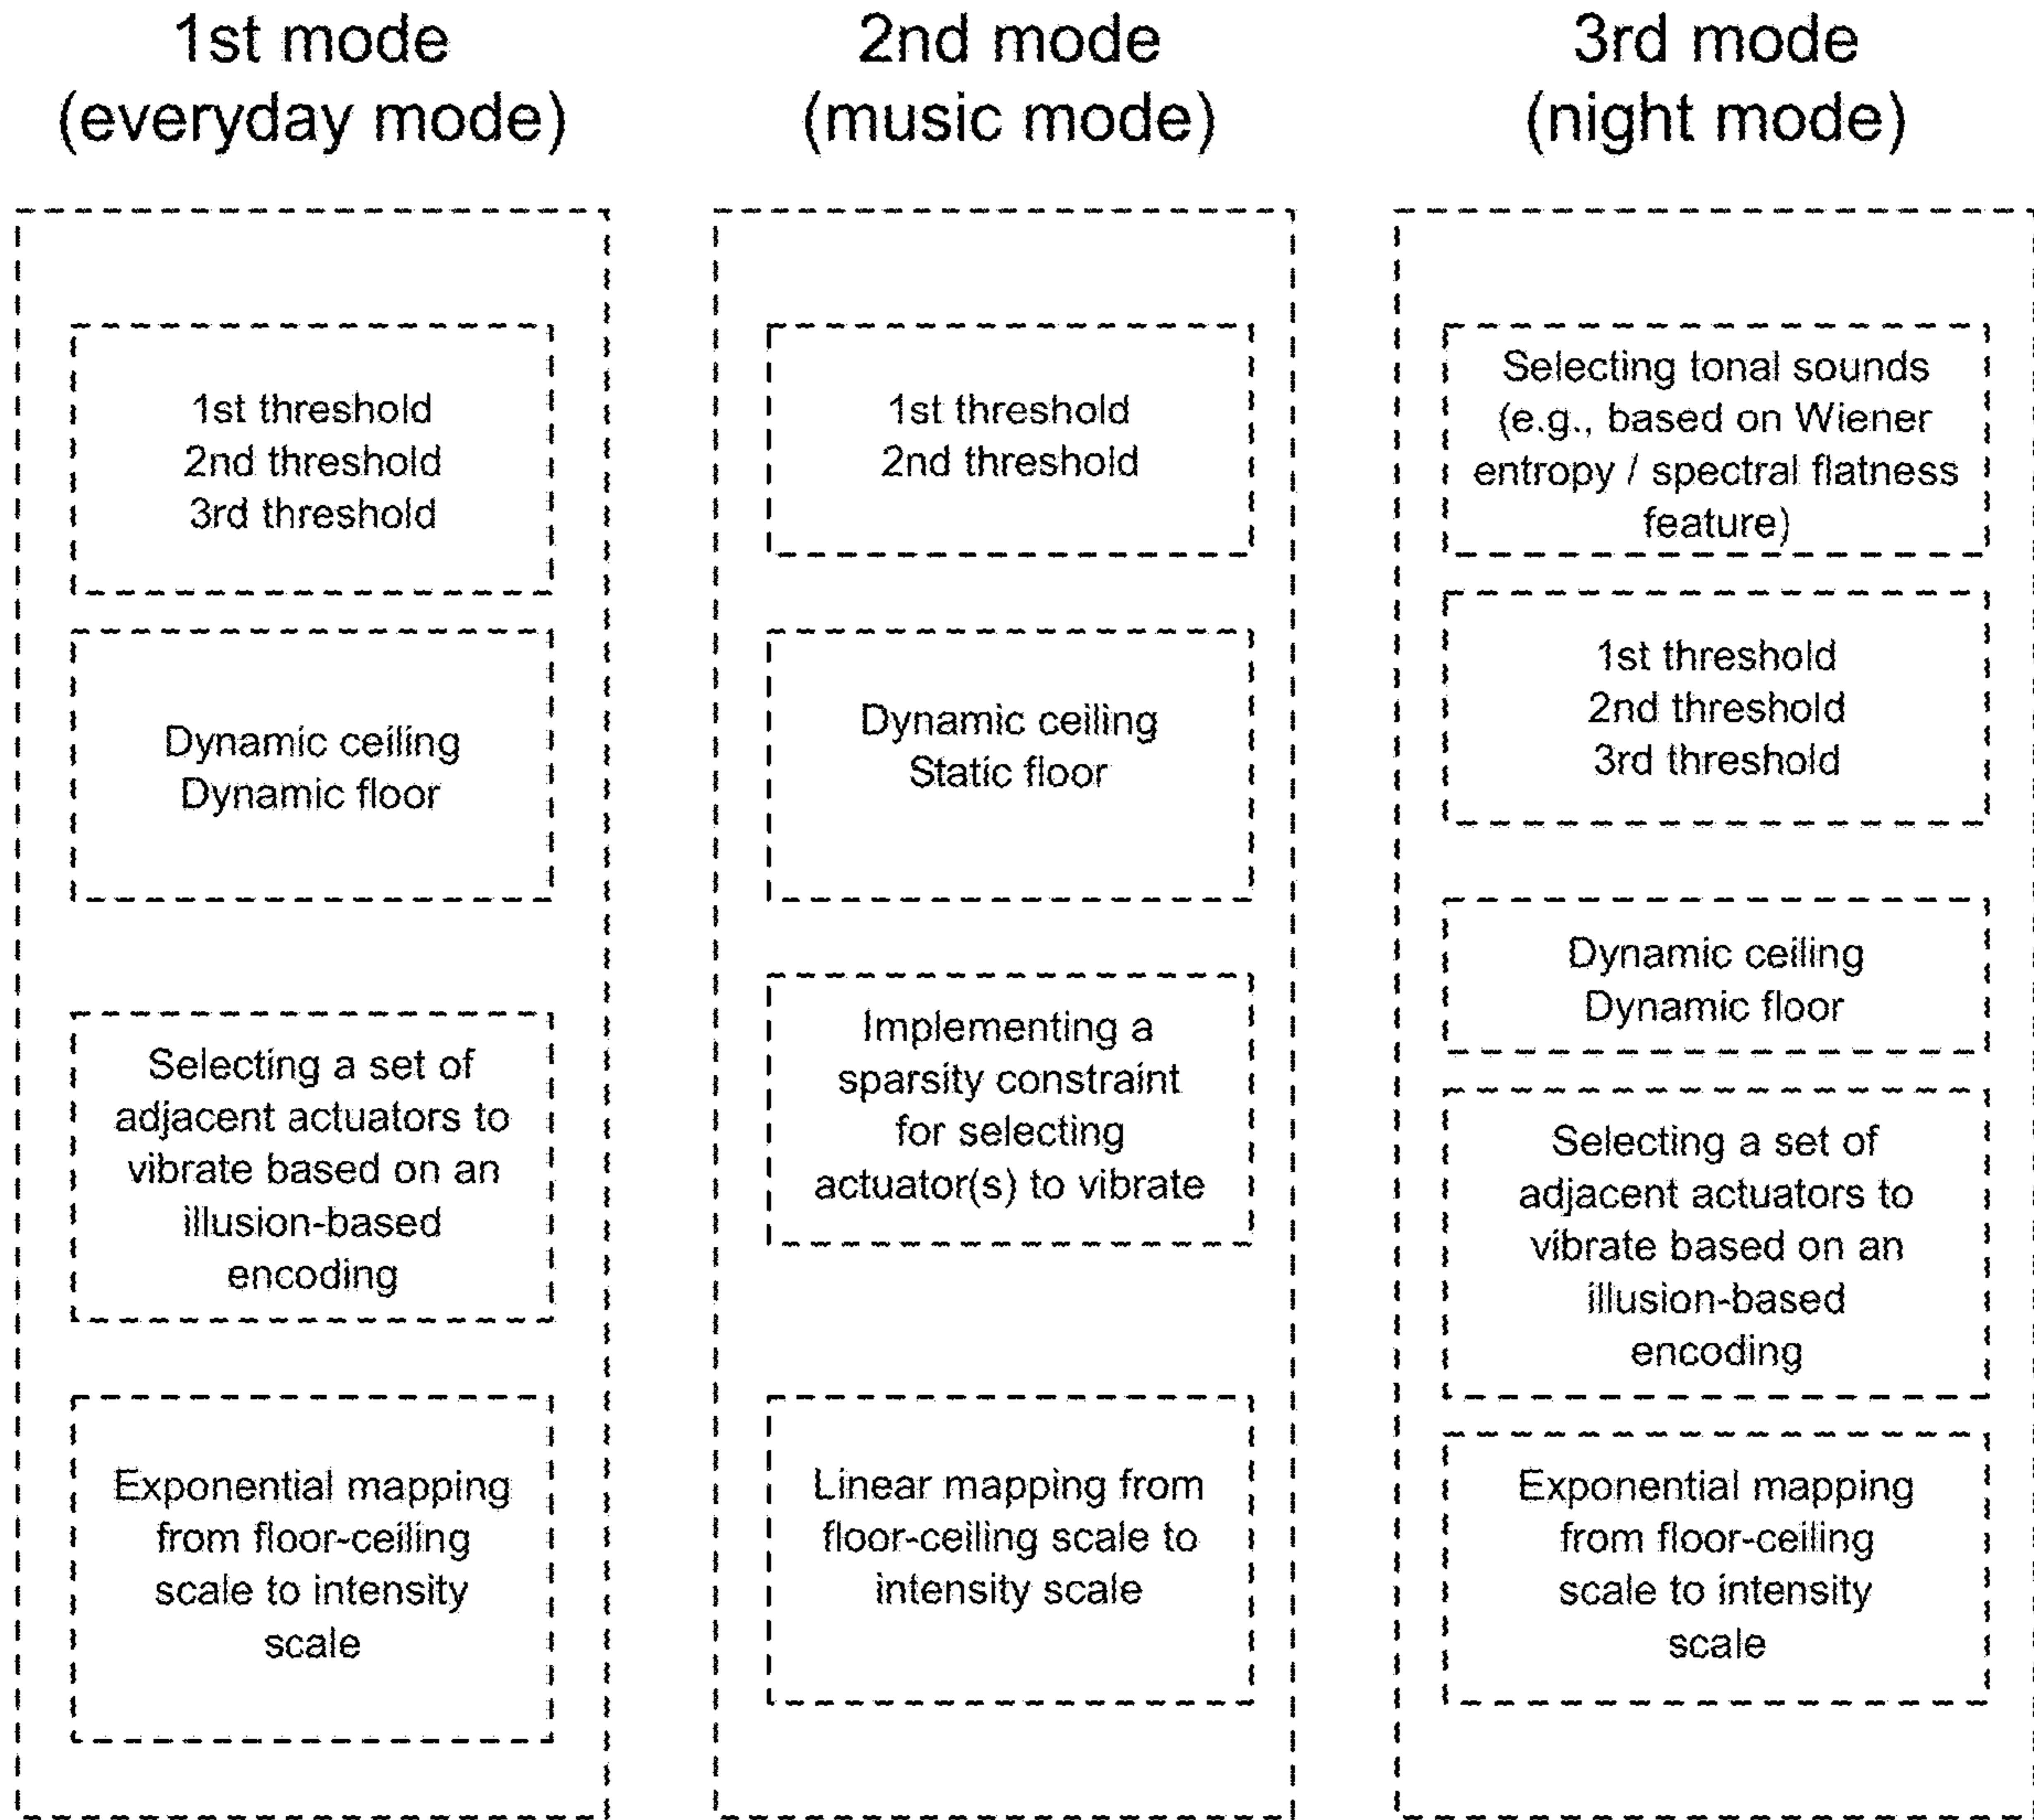 1st mode
(everyday mode)
1st threshold
2nd threshold
3rd threshold
Dynamic ceiling
Dynamic floor
Selecting a set of
adjacent actuators to
vibrate based on an
illusion-based
encoding
Exponential mapping
from floor-ceiling
scale to intensity
scale
2nd mode
(music mode)
1st threshold
2nd threshold
Dynamic ceiling
Static floor
Implementing a
sparsity constraint
for selecting
actuator(s) to vibrate
Linear mapping from
floor-ceiling scale to
intensity scale
3rd mode
(night mode)
Selecting tonal sounds
(e.g., based on Wiener
entropy / spectral flatness
feature)
1st threshold
2nd threshold
3rd threshold
Dynamic ceiling
Dynamic floor
Selecting a set of
adjacent actuators to
vibrate based on an
illusion-based
encoding
Exponential mapping
from floor-ceiling
scale to intensity
scale